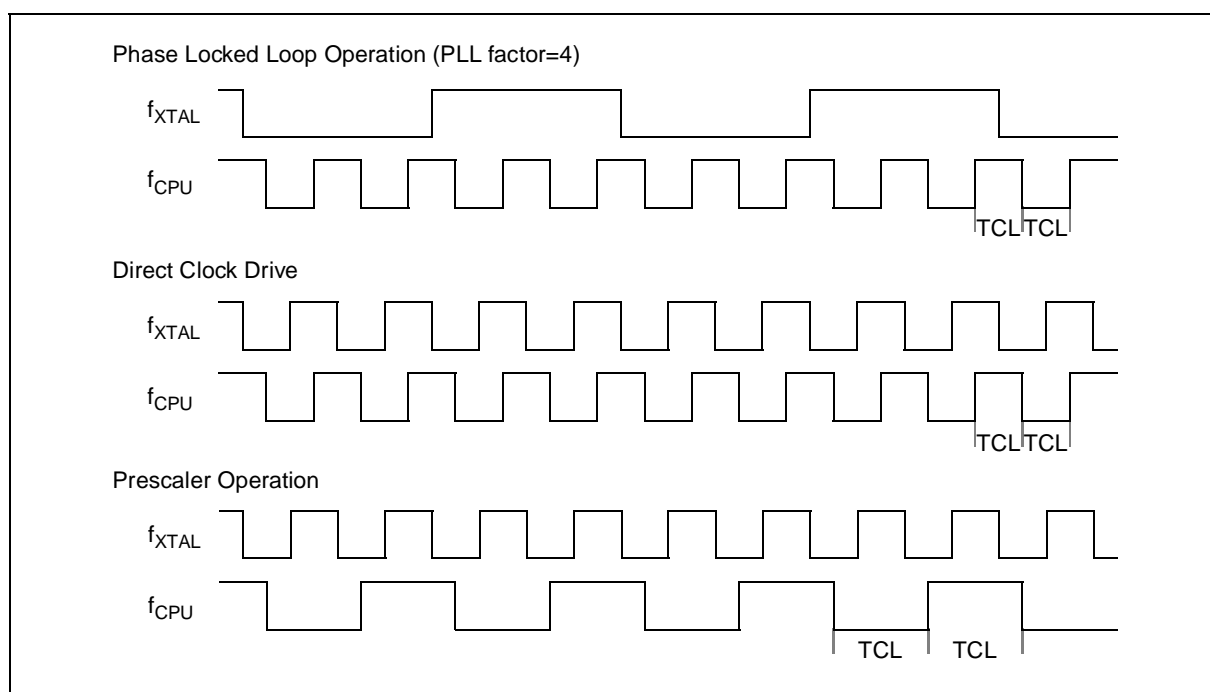 Phase Locked Loop Operation (PLL factor=4)
fXTAL
fCPU
TCL TCL
Direct Clock Drive
fXTAL
fCPU
TCL TCL
Prescaler Operation
fXTAL
fCPU
TCL TCL